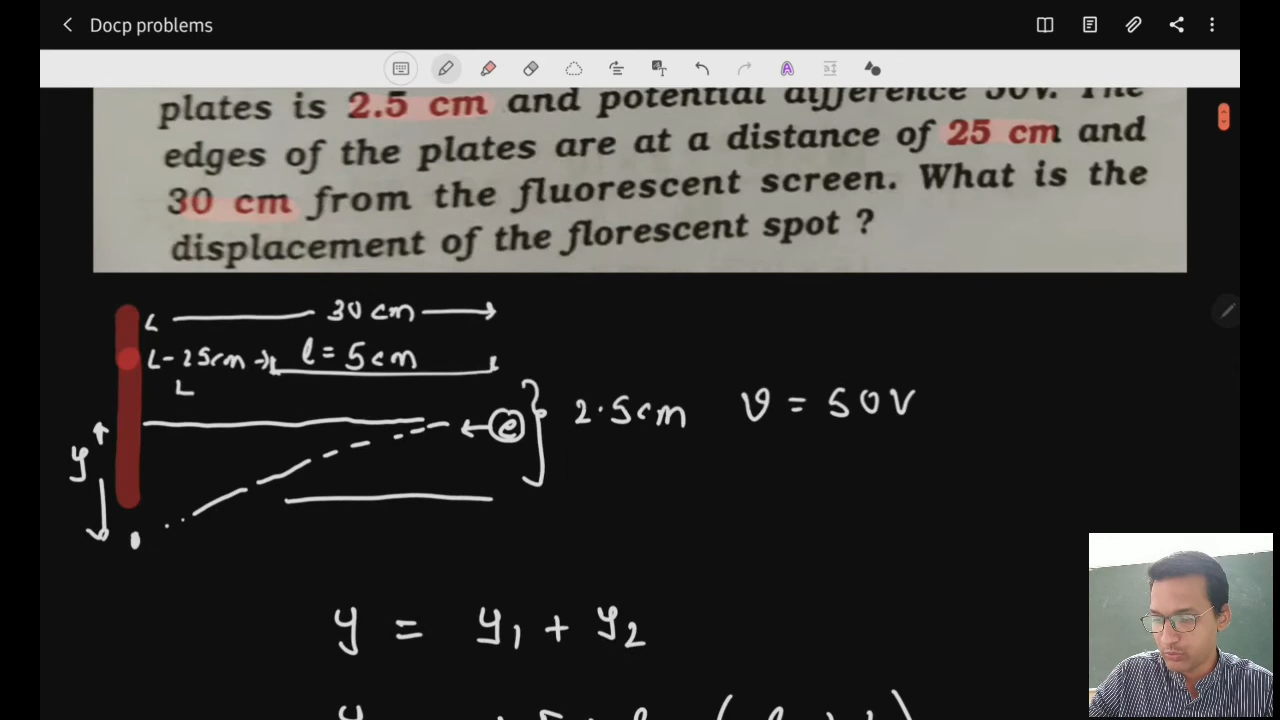 Docp problems
plates is 2.5 cm and potential difference 50V. The
edges of the plates are at a distance of 25 cm and
30 cm from the fluorescent screen. What is the
displacement of the florescent spot ?
30 cm
25cm l = 5cm
L
e 2.5cm V = 50V
y
y = y1 + y2